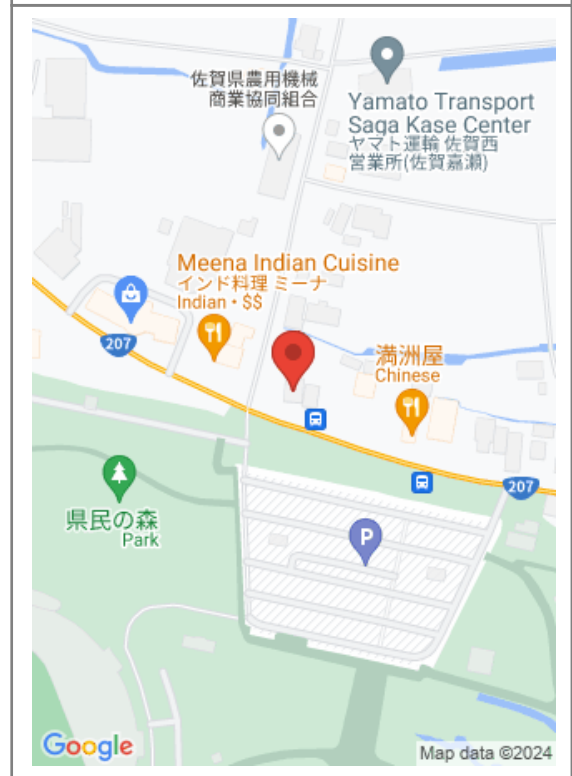 佐賀県農用機械
商業協同組合
Yamato Transport
Saga Kase Center
ヤマト運輸 佐賀西
営業所(佐賀嘉瀬)
Meena Indian Cuisine
インド料理 ミーナ
Indian • $$
207
満洲屋
Chinese
207
県民の森
Park
P
Google
Map data ©2024